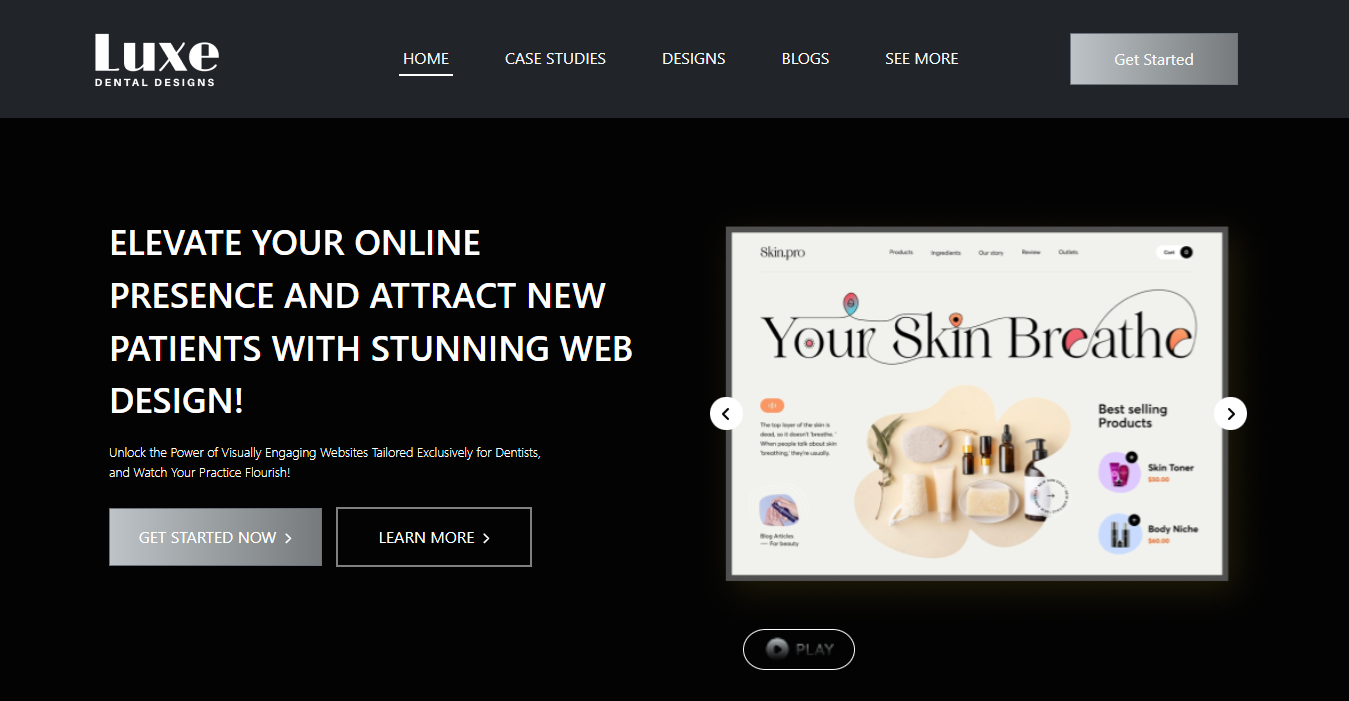 Luxe
DENTAL DESIGNS
HOME
CASE STUDIES
DESIGNS
BLOGS
SEE MORE
Get Started
ELEVATE YOUR ONLINE
PRESENCE AND ATTRACT NEW
PATIENTS WITH STUNNING WEB
DESIGN!
Unlock the Power of Visually Engaging Websites Tailored Exclusively for Dentists,
and Watch Your Practice Flourish!
GET STARTED NOW
LEARN MORE
Skin.pro
Products
Ingredients
Our story
Review
Outlets
Cart
Your Skin Breathe
The top layer of the skin is
dead, so it doesn't 'breathe.'
When people talk about skin
'breathing,' they're usually.
Blog Articles
— For beauty
Best selling
Products
Skin Toner
$50.00
Body Niche
$60.00
PLAY